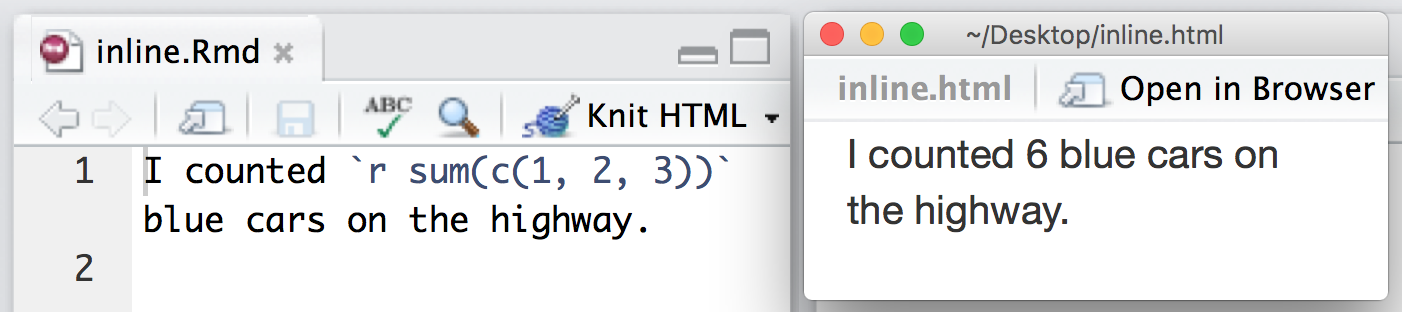 inline.Rmd
ABC
Knit HTML
1
I counted `r sum(c(1, 2, 3))`
blue cars on the highway.
2
~/Desktop/inline.html
inline.html
Open in Browser
I counted 6 blue cars on
the highway.